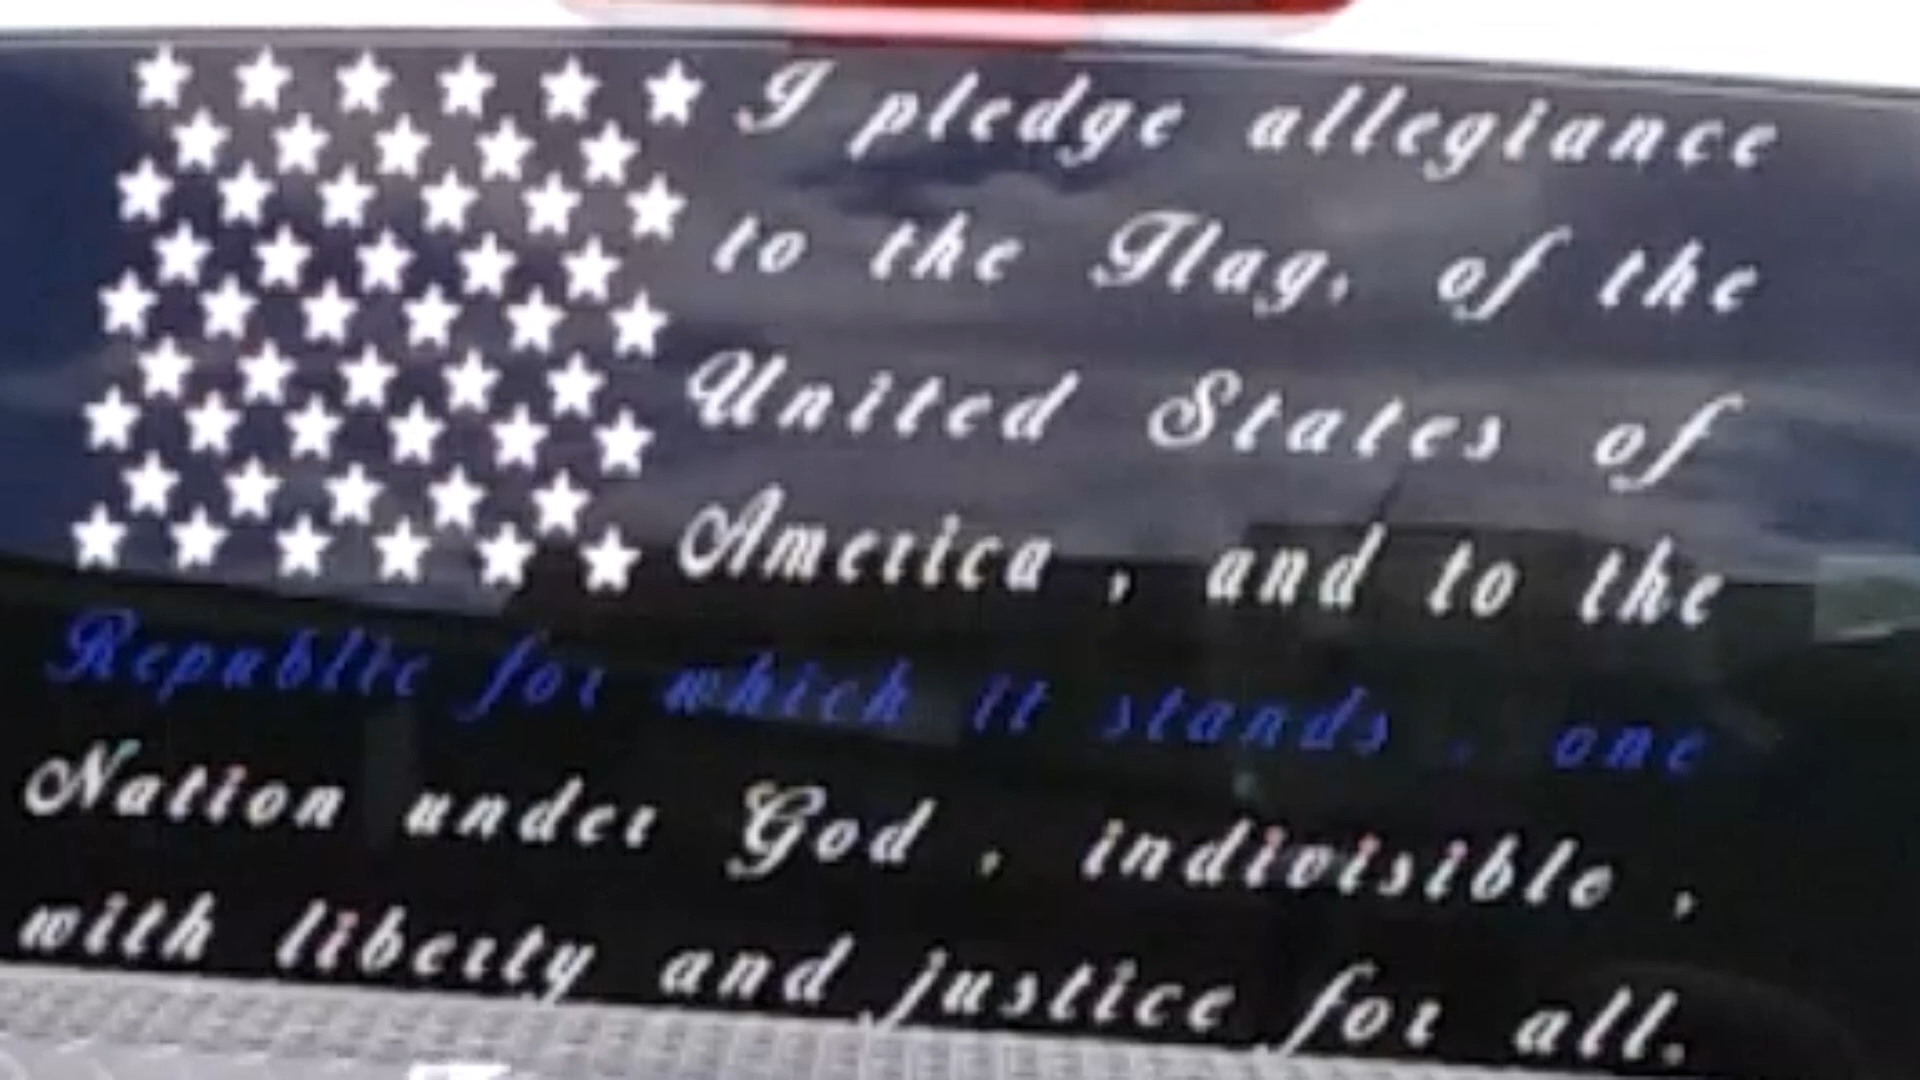 I pledge allegiance
to the Flag, of the
United States of
America , and to the
Republic for which it stands , one
Nation under God , indivisible ,
with liberty and justice for all.